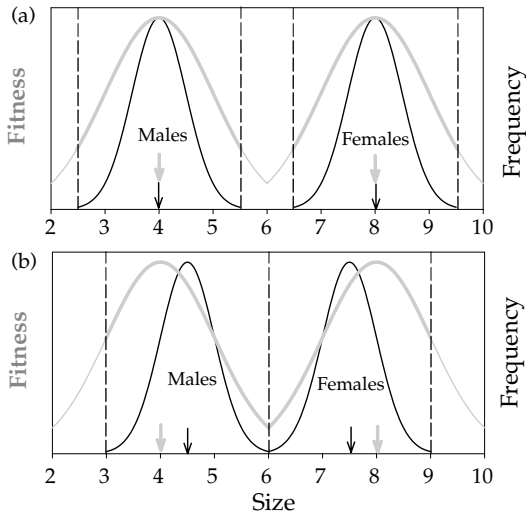 (a)
Fitness
Frequency
Males
Females
2 3 4 5 6 7 8 9 10
(b)
Fitness
Frequency
Males
Females
2 3 4 5 6 7 8 9 10
Size